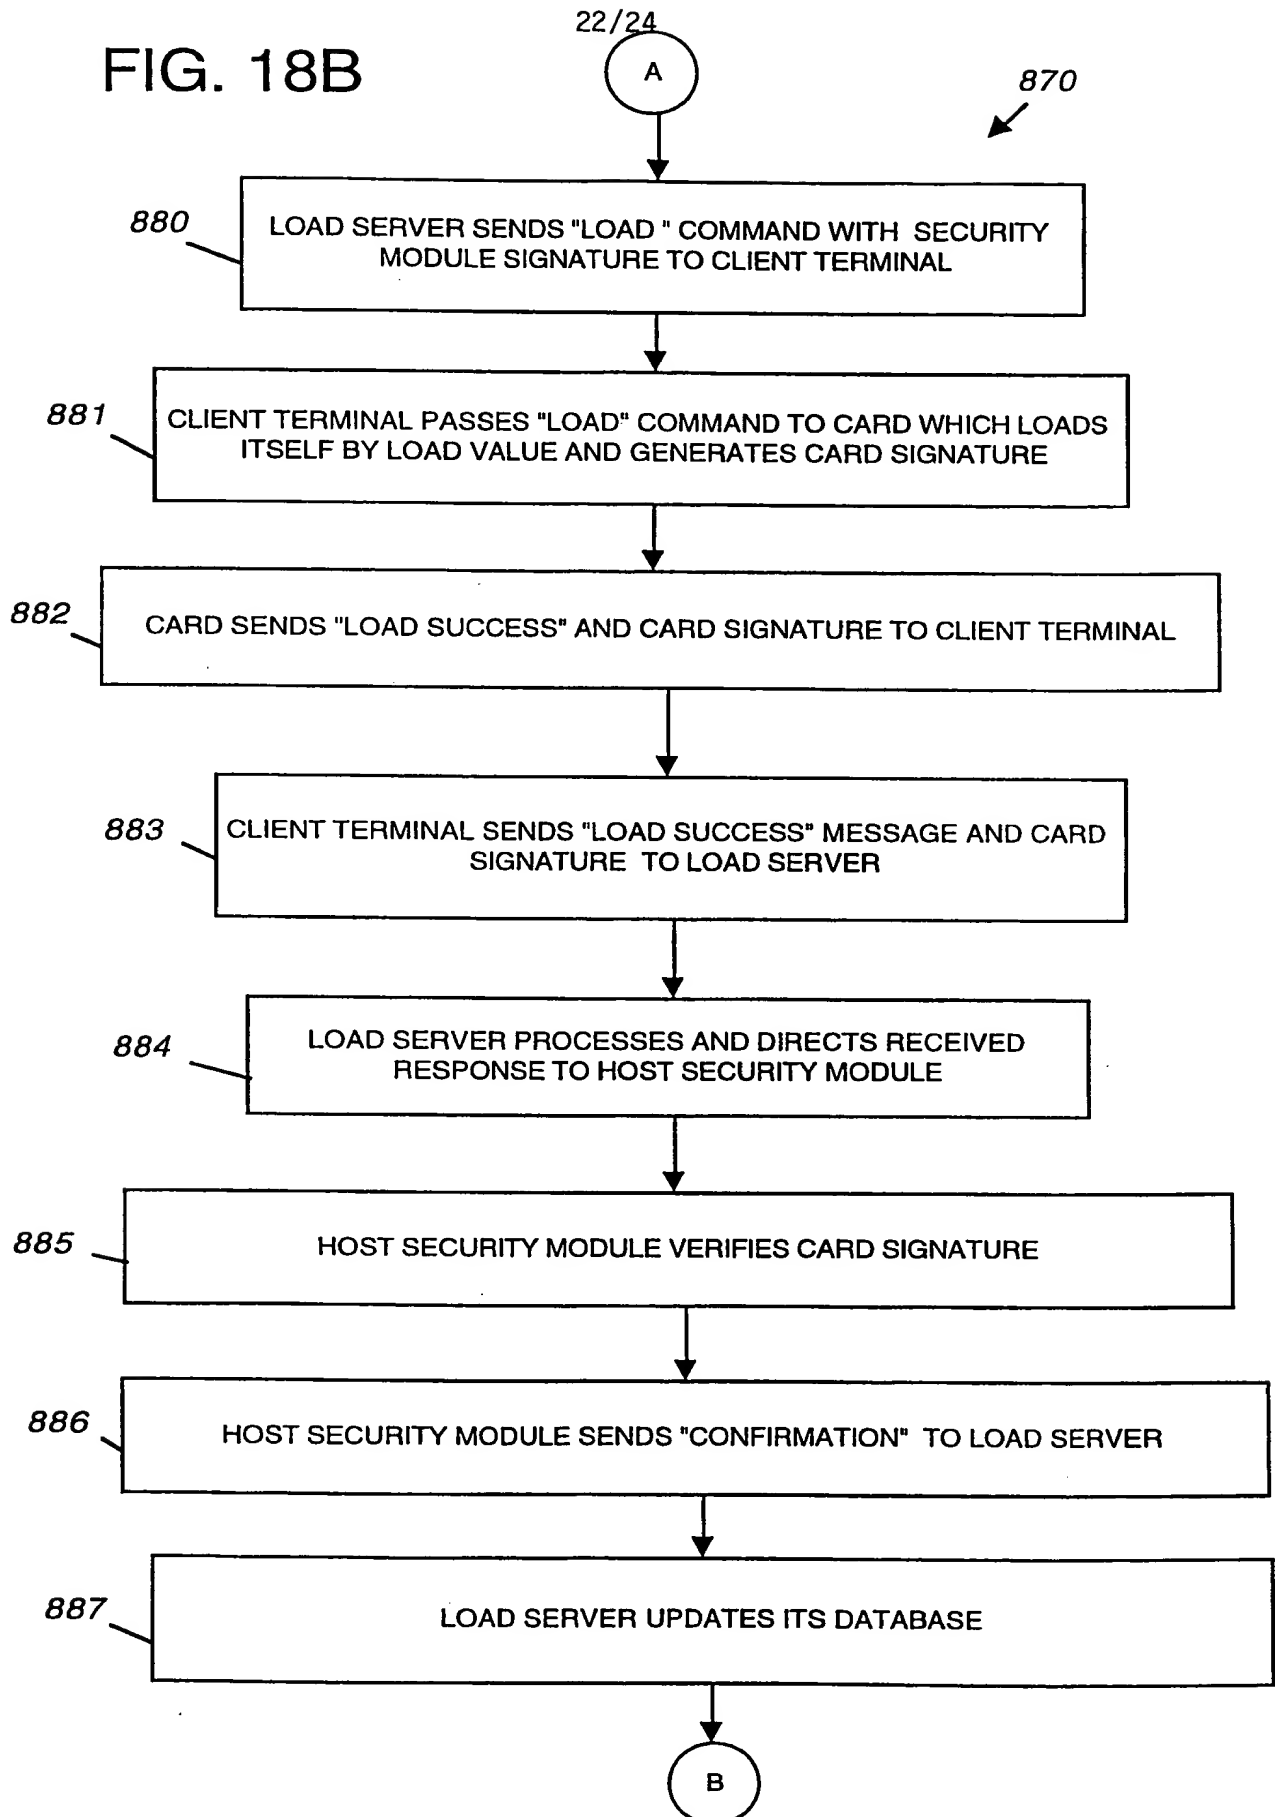 22/24
FIG. 18B
A
870
880
LOAD SERVER SENDS "LOAD " COMMAND WITH SECURITY
MODULE SIGNATURE TO CLIENT TERMINAL
881
CLIENT TERMINAL PASSES "LOAD" COMMAND TO CARD WHICH LOADS
ITSELF BY LOAD VALUE AND GENERATES CARD SIGNATURE
882
CARD SENDS "LOAD SUCCESS" AND CARD SIGNATURE TO CLIENT TERMINAL
883
CLIENT TERMINAL SENDS "LOAD SUCCESS" MESSAGE AND CARD
SIGNATURE TO LOAD SERVER
884
LOAD SERVER PROCESSES AND DIRECTS RECEIVED
RESPONSE TO HOST SECURITY MODULE
885
HOST SECURITY MODULE VERIFIES CARD SIGNATURE
886
HOST SECURITY MODULE SENDS "CONFIRMATION" TO LOAD SERVER
887
LOAD SERVER UPDATES ITS DATABASE
B